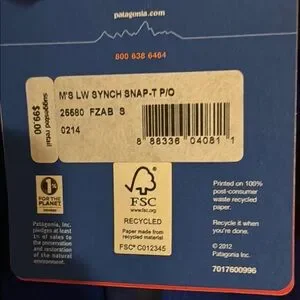 patagonia.com
800 638 6464
$99.00
suggested retail
M'S LW SYNCH SNAP-T P/O
25580 FZAB S
0214
8 88336 04081 1
1%
FOR THE
PLANET
Patagonia, Inc.
pledges at least
1% of sales to
the preservation
and restoration
of the natural
environment.
FSC
www.fsc.org
RECYCLED
Paper made from
recycled material
FSC® C012345
Printed on 100%
post-consumer
waste recycled
paper.
Recycle it when
you're done.
© 2012
Patagonia, Inc.
7017600996